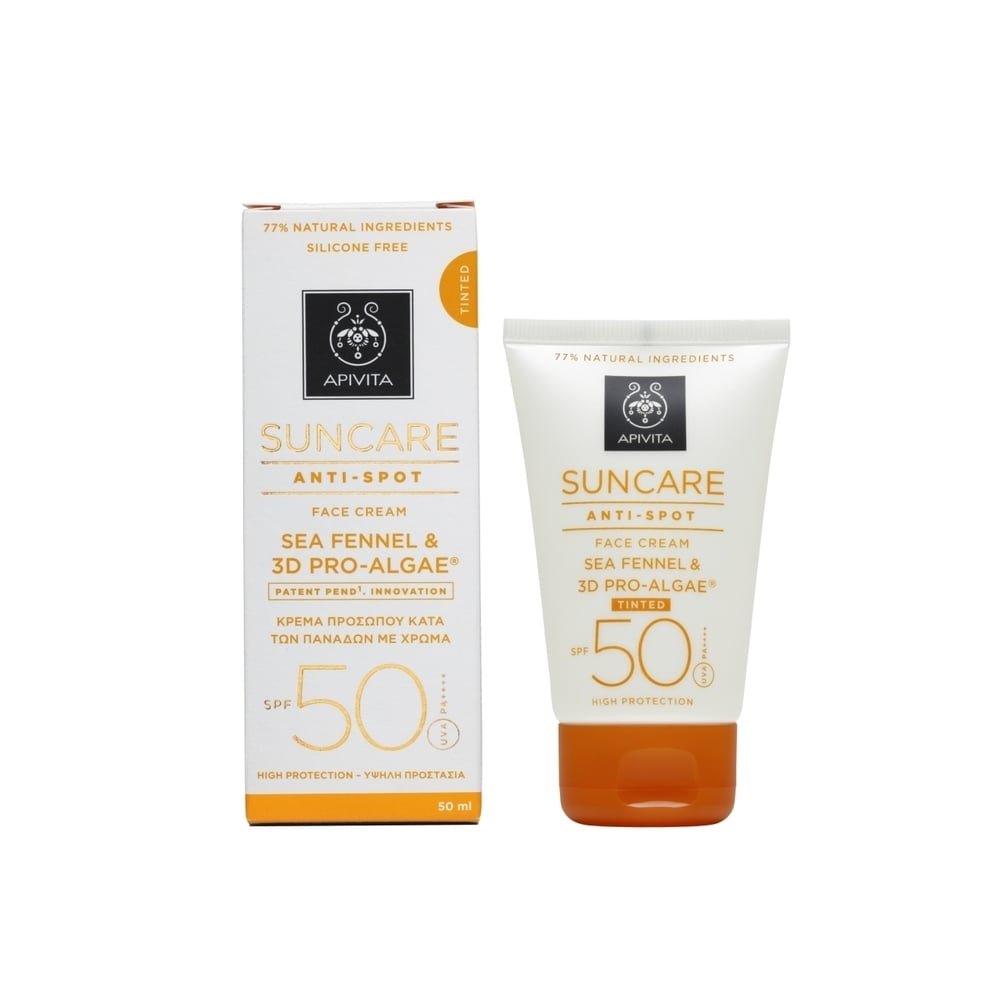 77% NATURAL INGREDIENTS
SILICONE FREE
TINTED
APIVITA
SUNCARE
ANTI-SPOT
FACE CREAM
SEA FENNEL &
3D PRO-ALGAE®
PATENT PEND¹. INNOVATION
ΚΡΕΜΑ ΠΡΟΣΩΠΟΥ ΚΑΤΑ
ΤΩΝ ΠΑΝΑΔΩΝ ΜΕ ΧΡΩΜΑ
SPF 50 UVA PA++++
HIGH PROTECTION – ΥΨΗΛΗ ΠΡΟΣΤΑΣΙΑ
50 ml
77% NATURAL INGREDIENTS
APIVITA
SUNCARE
ANTI-SPOT
FACE CREAM
SEA FENNEL &
3D PRO-ALGAE®
TINTED
SPF 50 UVA PA++++
HIGH PROTECTION